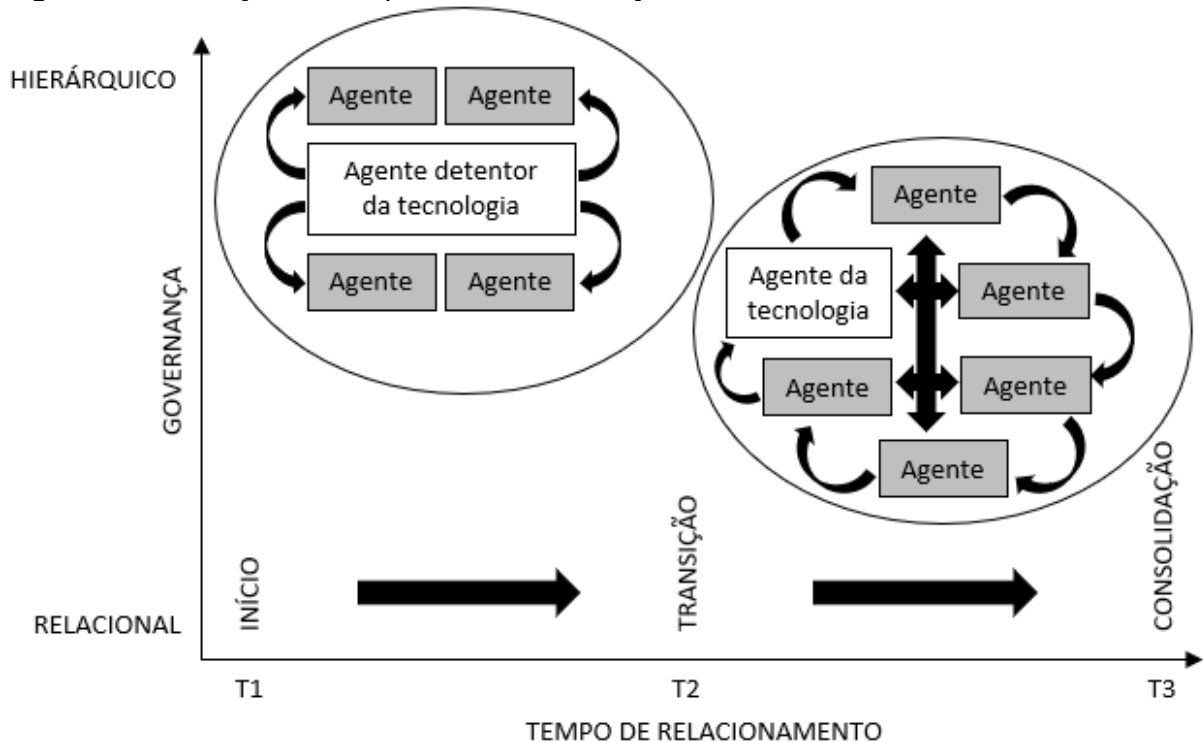 HIERÁRQUICO
GOVERNANÇA
RELACIONAL
Agente
Agente
Agente detentor
da tecnologia
Agente
Agente
Agente
Agente da
tecnologia
Agente
Agente
Agente
Agente
INÍCIO
TRANSIÇÃO
CONSOLIDAÇÃO
T1
T2
T3
TEMPO DE RELACIONAMENTO